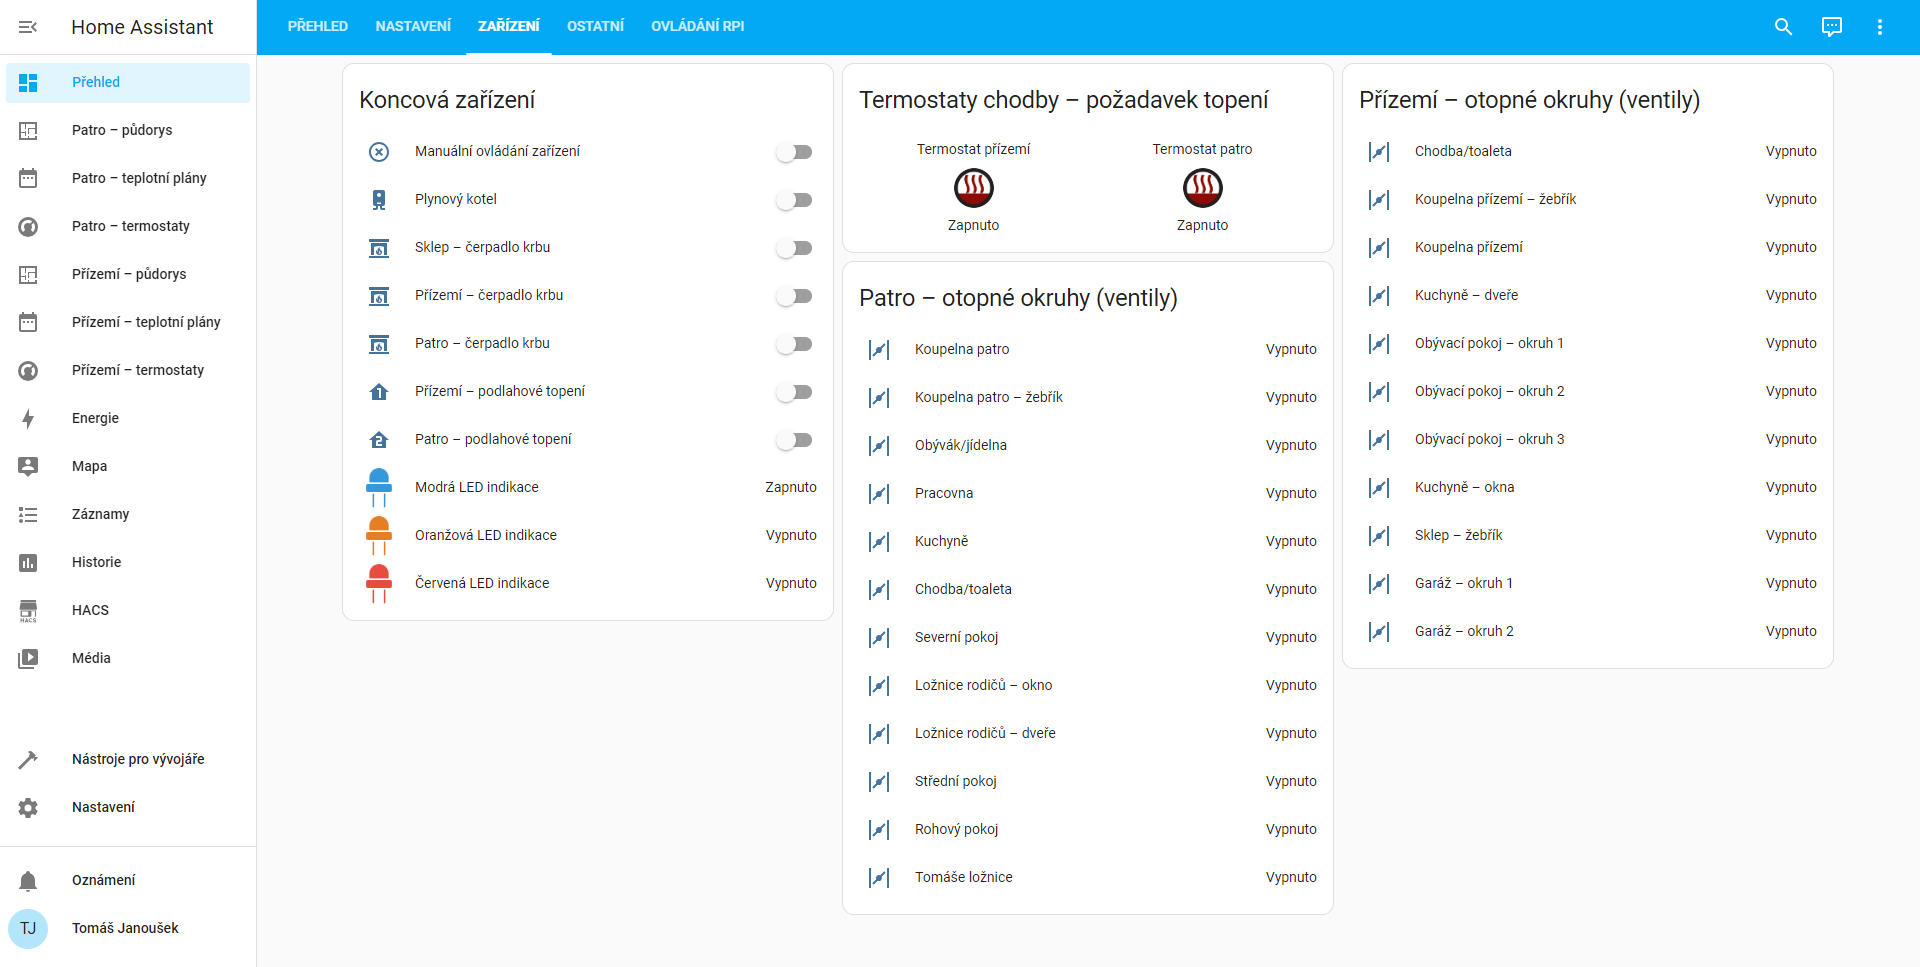 Home Assistant
PŘEHLED
NASTAVENÍ
ZAŘÍZENÍ
OSTATNÍ
OVLÁDÁNÍ RPI
Přehled
Patro – půdorys
Patro – teplotní plány
Patro – termostaty
Přízemí – půdorys
Přízemí – teplotní plány
Přízemí – termostaty
Energie
Mapa
Záznamy
Historie
HACS
HACS
Média
Nástroje pro vývojáře
Nastavení
Oznámení
TJ
Tomáš Janoušek
Koncová zařízení
Manuální ovládání zařízení
Plynový kotel
Sklep – čerpadlo krbu
Přízemí – čerpadlo krbu
Patro – čerpadlo krbu
1
Přízemí – podlahové topení
2
Patro – podlahové topení
Modrá LED indikace Zapnuto
Oranžová LED indikace Vypnuto
Červená LED indikace Vypnuto
Termostaty chodby – požadavek topení
Termostat přízemí
Zapnuto
Termostat patro
Zapnuto
Patro – otopné okruhy (ventily)
Koupelna patro Vypnuto
Koupelna patro – žebřík Vypnuto
Obývák/jídelna Vypnuto
Pracovna Vypnuto
Kuchyně Vypnuto
Chodba/toaleta Vypnuto
Severní pokoj Vypnuto
Ložnice rodičů – okno Vypnuto
Ložnice rodičů – dveře Vypnuto
Střední pokoj Vypnuto
Rohový pokoj Vypnuto
Tomáše ložnice Vypnuto
Přízemí – otopné okruhy (ventily)
Chodba/toaleta Vypnuto
Koupelna přízemí – žebřík Vypnuto
Koupelna přízemí Vypnuto
Kuchyně – dveře Vypnuto
Obývací pokoj – okruh 1 Vypnuto
Obývací pokoj – okruh 2 Vypnuto
Obývací pokoj – okruh 3 Vypnuto
Kuchyně – okna Vypnuto
Sklep – žebřík Vypnuto
Garáž – okruh 1 Vypnuto
Garáž – okruh 2 Vypnuto